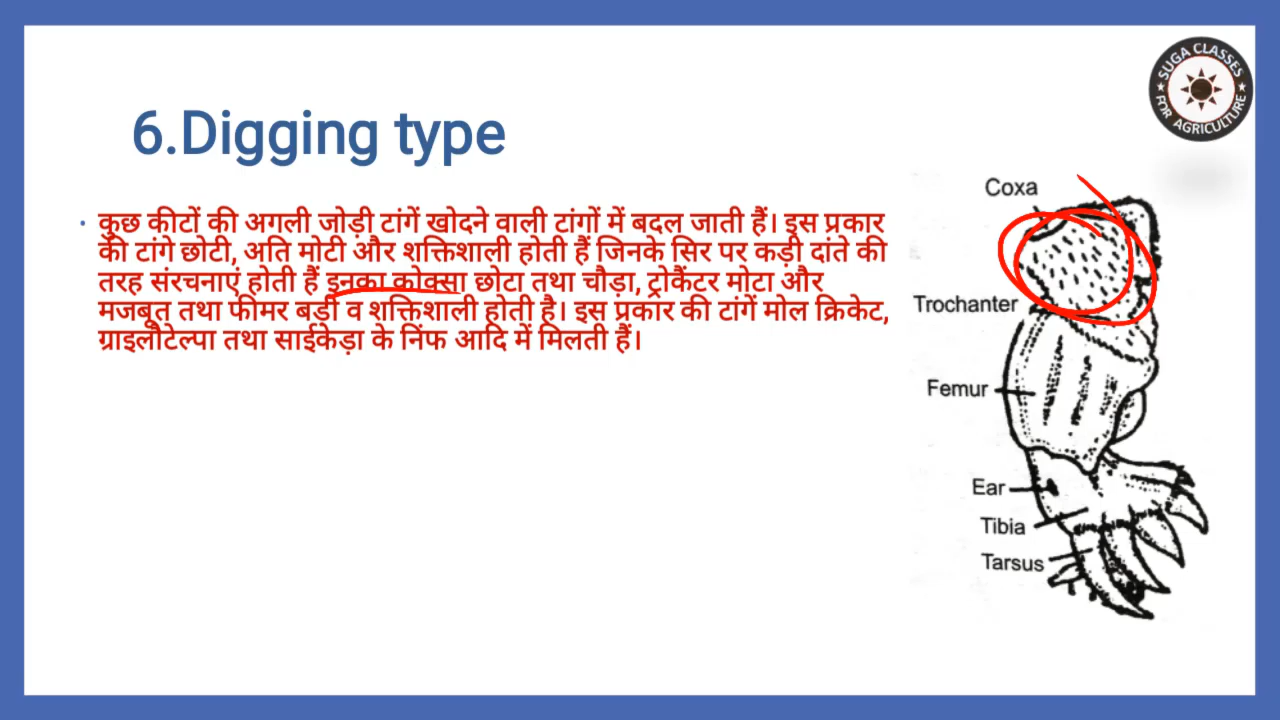 SUGA CLASSES
FOR AGRICULTURE
6.Digging type
• कुछ कीटों की अगली जोड़ी टांगें खोदने वाली टांगों में बदल जाती हैं। इस प्रकार
की टांगे छोटी, अति मोटी और शक्तिशाली होती हैं जिनके सिर पर कड़ी दांते की
तरह संरचनाएं होती हैं इनका कोक्सा छोटा तथा चौड़ा, ट्रोकैंटर मोटा और
मजबूत तथा फीमर बड़ी व शक्तिशाली होती है। इस प्रकार की टांगें मोल क्रिकेट,
ग्राइलौटेल्पा तथा साईकेड़ा के निंफ आदि में मिलती हैं।
Coxa
Trochanter
Femur
Ear
Tibia
Tarsus